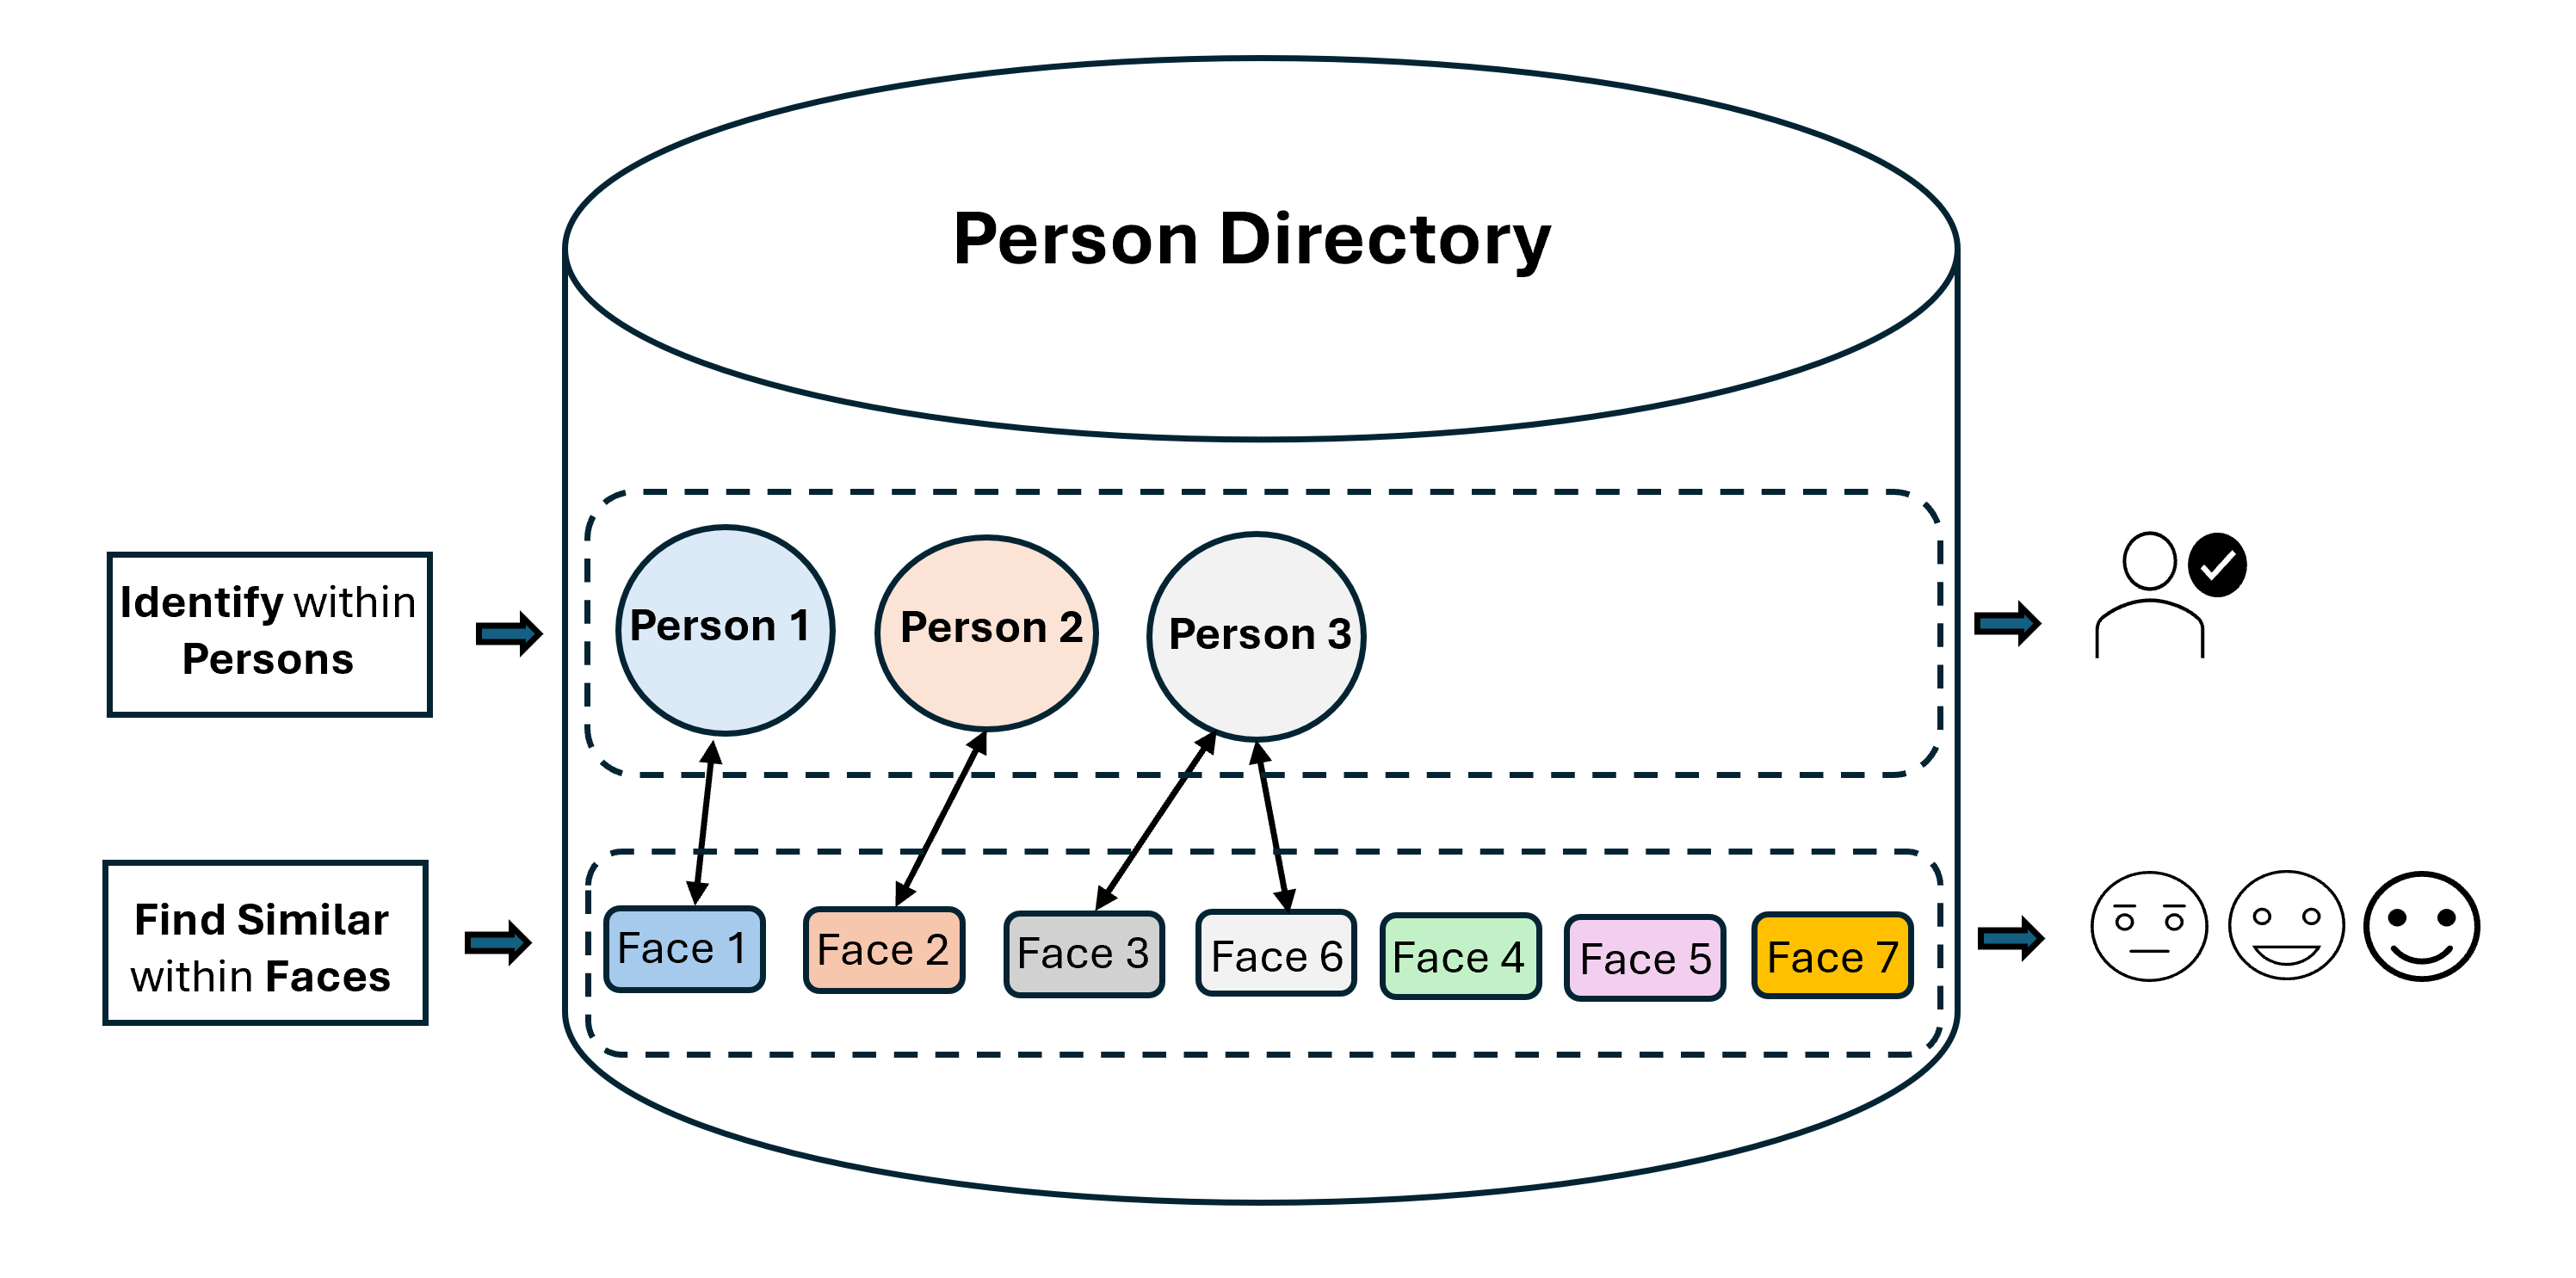 Person Directory
Identify within
Persons
Person 1
Person 2
Person 3
Find Similar
within Faces
Face 1
Face 2
Face 3
Face 6
Face 4
Face 5
Face 7